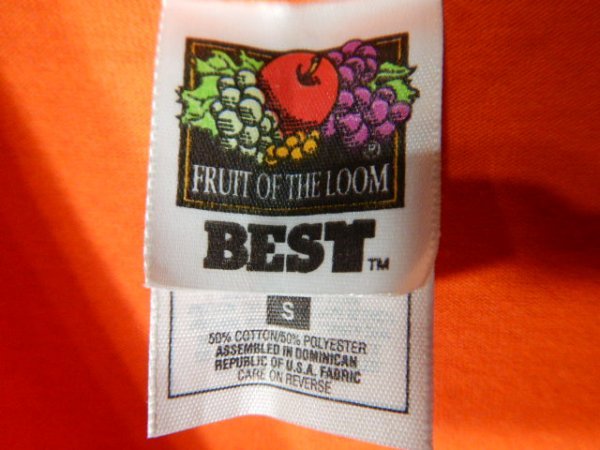 ®
FRUIT OF THE LOOM
BEST™
S
50% COTTON/50% POLYESTER
ASSEMBLED IN DOMINICAN
REPUBLIC OF U.S.A. FABRIC
CARE ON REVERSE